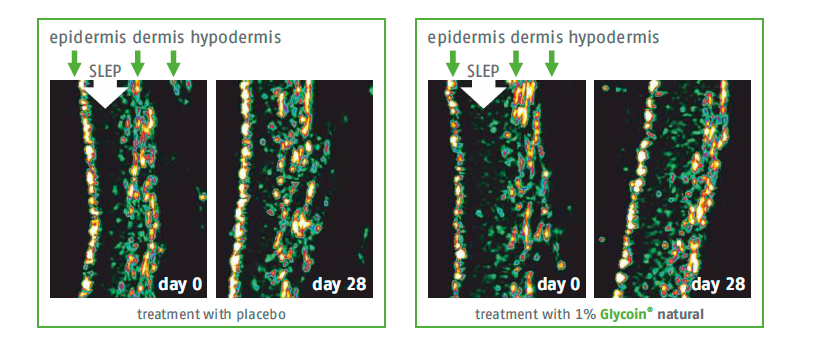 epidermis dermis hypodermis
SLEP
day 0
day 28
treatment with placebo
epidermis dermis hypodermis
SLEP
day 0
day 28
treatment with 1% Glycoin® natural